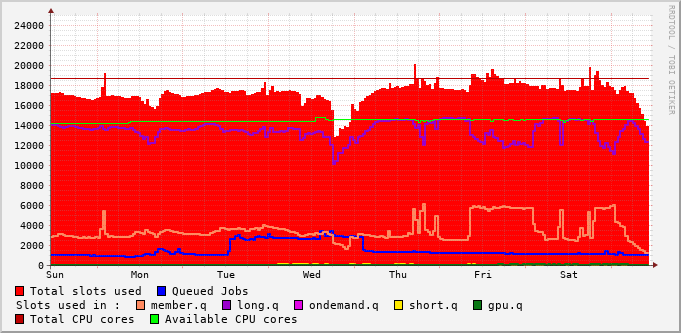 24000
22000
20000
18000
16000
14000
12000
10000
8000
6000
4000
2000
0
Sun Mon Tue Wed Thu Fri Sat
RRDTOOL / TOBI OETIKER
Total slots used Queued Jobs
Slots used in : member.q long.q ondemand.q short.q gpu.q
Total CPU cores Available CPU cores